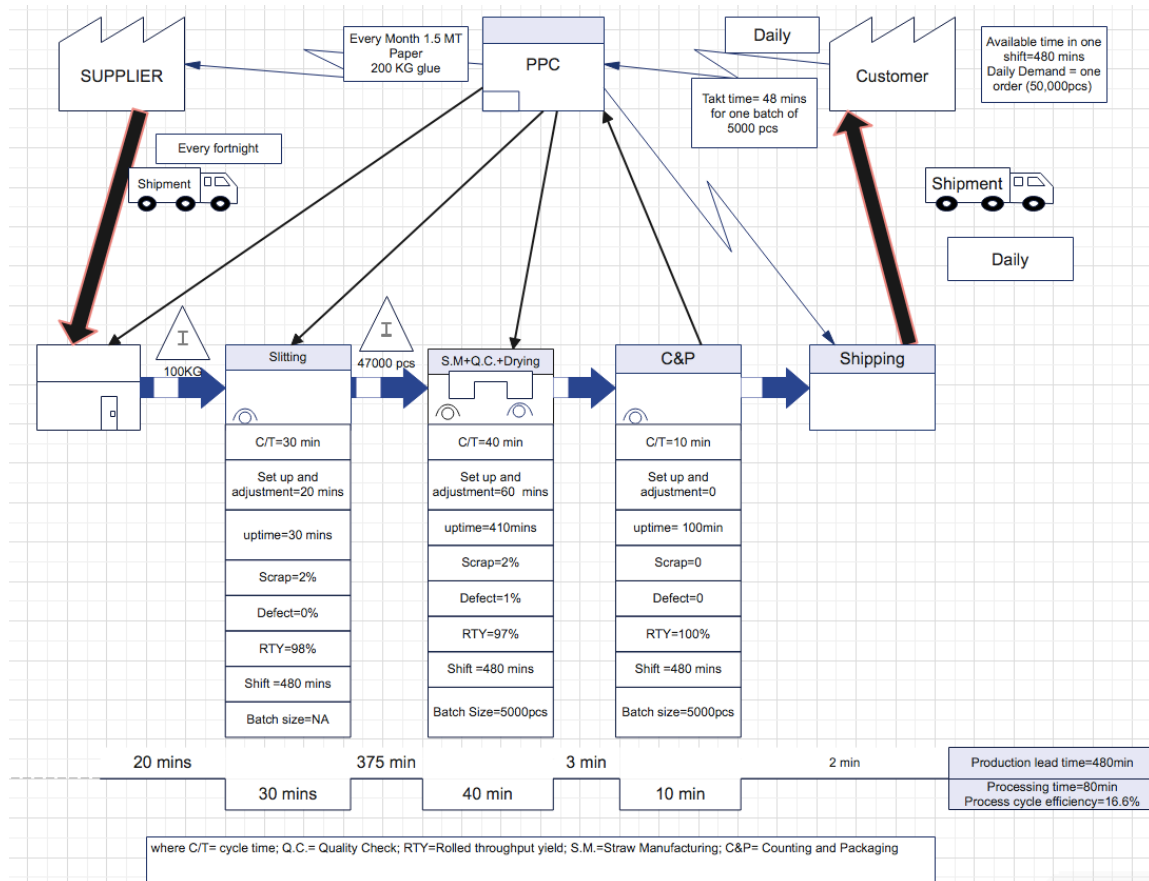 SUPPLIER
Every Month 1.5 MT
Paper
200 KG glue
PPC
Daily
Customer
Available time in one
shift=480 mins
Daily Demand = one
order (50,000pcs)
Takt time= 48 mins
for one batch of
5000 pcs
Every fortnight
Shipment
Shipment
Daily
I
100KG
Slitting
I
47000 pcs
S.M+Q.C.+Drying
C&P
Shipping
C/T=30 min
Set up and
adjustment=20 mins
uptime=30 mins
Scrap=2%
Defect=0%
RTY=98%
Shift =480 mins
Batch size=NA
C/T=40 min
Set up and
adjustment=60 mins
uptime=410mins
Scrap=2%
Defect=1%
RTY=97%
Shift =480 mins
Batch Size=5000pcs
C/T=10 min
Set up and
adjustment=0
uptime= 100min
Scrap=0
Defect=0
RTY=100%
Shift =480 mins
Batch size=5000pcs
20 mins
375 min
3 min
2 min
30 mins
40 min
10 min
Production lead time=480min
Processing time=80min
Process cycle efficiency=16.6%
where C/T= cycle time; Q.C.= Quality Check; RTY=Rolled throughput yield; S.M.=Straw Manufacturing; C&P= Counting and Packaging